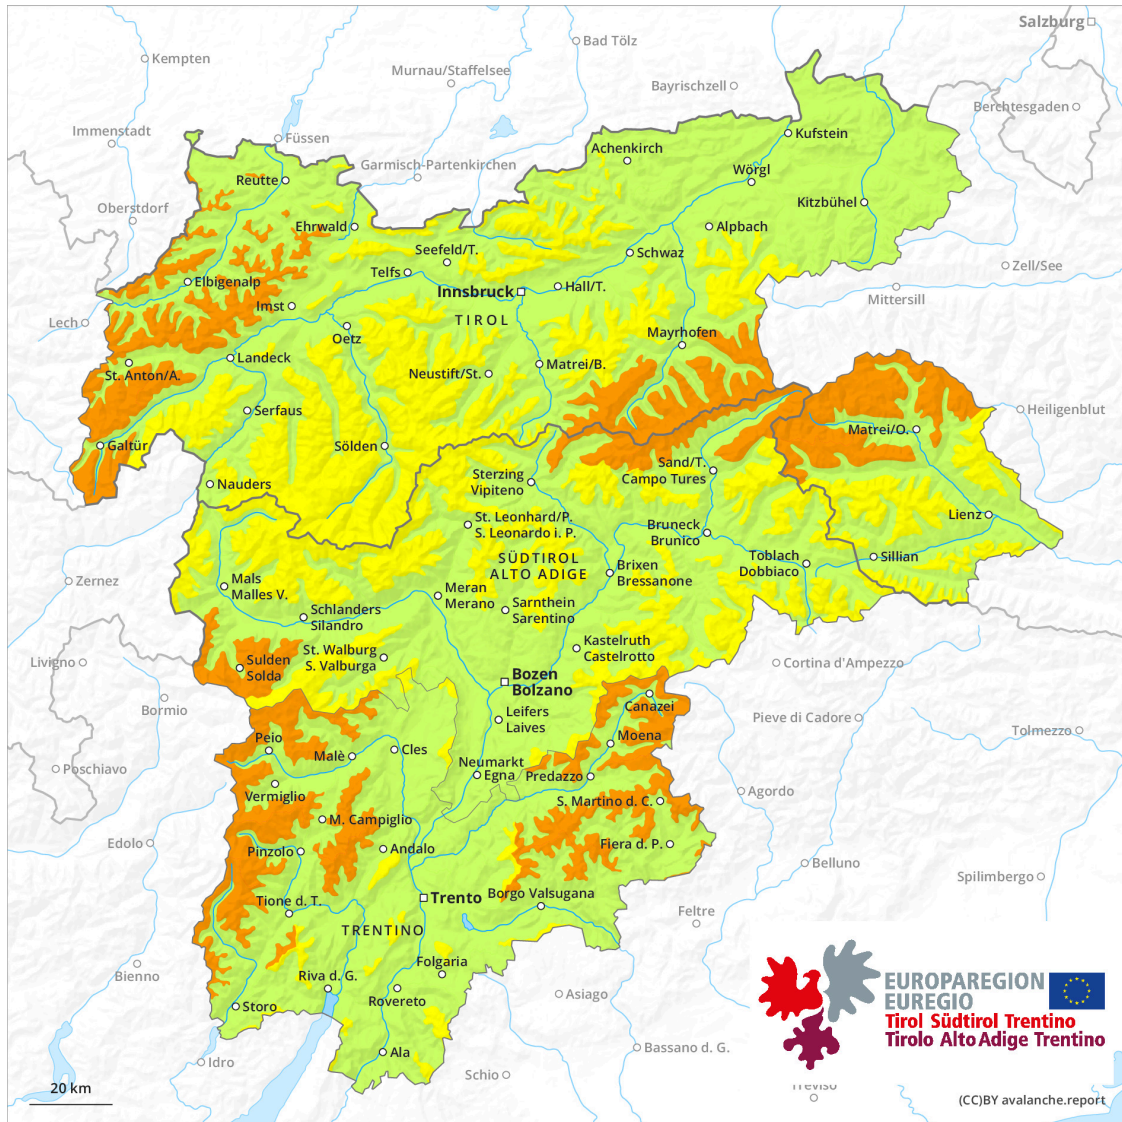 Salzburg
Bad Tölz
Kempten
Murnau/Staffelsee
Bayrischzell
Berchtesgaden
Immenstadt
Füssen
Kufstein
Achenkirch
Garmisch-Partenkirchen
Wörgl
Reutte
Kitzbühel
Oberstdorf
Ehrwald
Alpbach
Seefeld/T.
Schwaz
Zell/See
Telfs
Elbigenalp
Hall/T.
Innsbruck
Mittersill
Imst
TIROL
Lech
Oetz
Mayrhofen
Landeck
Matrei/B.
St. Anton/A.
Neustift/St.
Serfaus
Heiligenblut
Matrei/O.
Galtür
Sölden
Sand/T.
Campo Tures
Sterzing
Vipiteno
Nauders
Lienz
St. Leonhard/P.
S. Leonardo i. P.
Bruneck
Brunico
SÜDTIROL
ALTO ADIGE
Toblach
Dobbiaco
Sillian
Brixen
Bressanone
Zernez
Mals
Malles V.
Meran
Merano
Sarnthein
Sarentino
Schlanders
Silandro
Kastelruth
Castelrotto
St. Walburg
S. Valburga
Livigno
Sulden
Solda
Cortina d'Ampezzo
Bozen
Bolzano
Bormio
Canazei
Leifers
Laives
Pieve di Cadore
Tolmezzo
Moena
Peio
Cles
Malè
Poschiavo
Neumarkt
Egna
Predazzo
Vermiglio
Agordo
S. Martino d. C.
M. Campiglio
Edolo
Pinzolo
Andalo
Fiera d. P.
Belluno
Spilimbergo
Trento
Borgo Valsugana
Tione d. T.
Feltre
TRENTINO
Folgaria
Bienno
Riva d. G.
Rovereto
Asiago
Storo
EUROPAREGION
EUREGIO
Tirol Südtirol Trentino
Tirolo Alto Adige Trentino
Ala
Idro
Bassano d. G.
Schio
Treviso
20 km
(CC)BY avalanche.report